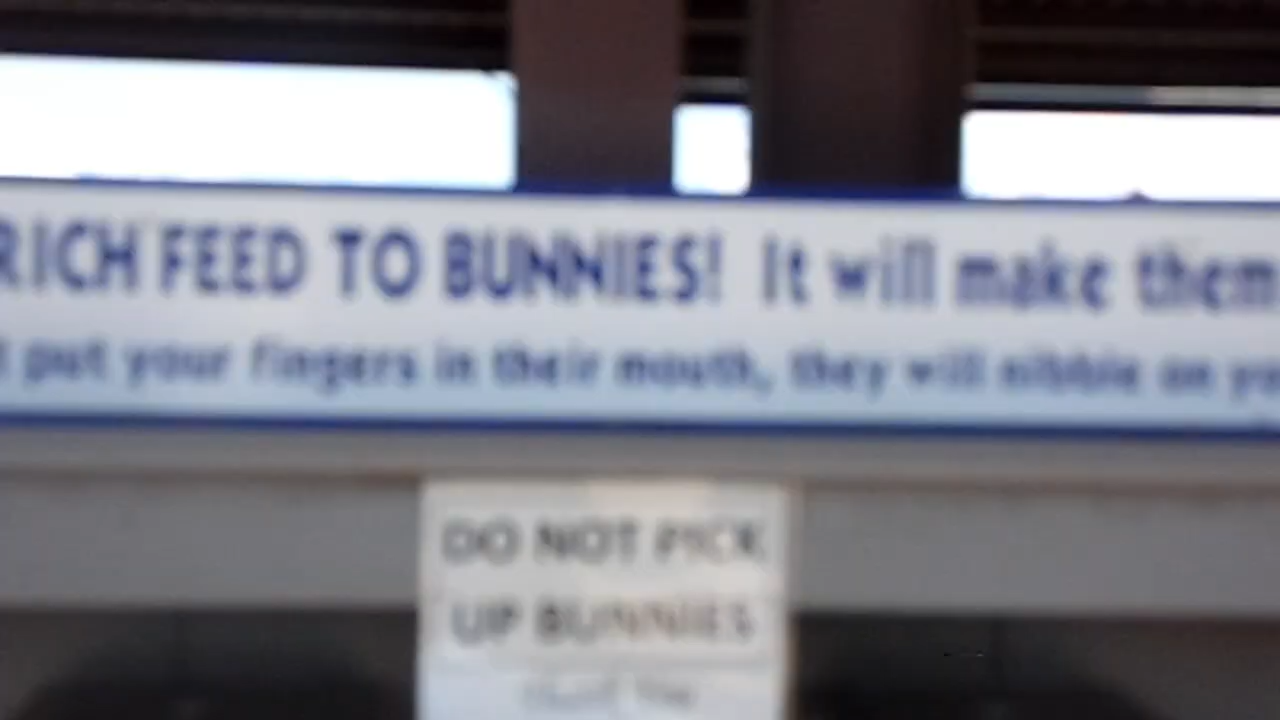 RICH FEED TO BUNNIES! It will make them
put your fingers in their mouth, they will nibble on yo
DO NOT PICK
UP BUNNIES